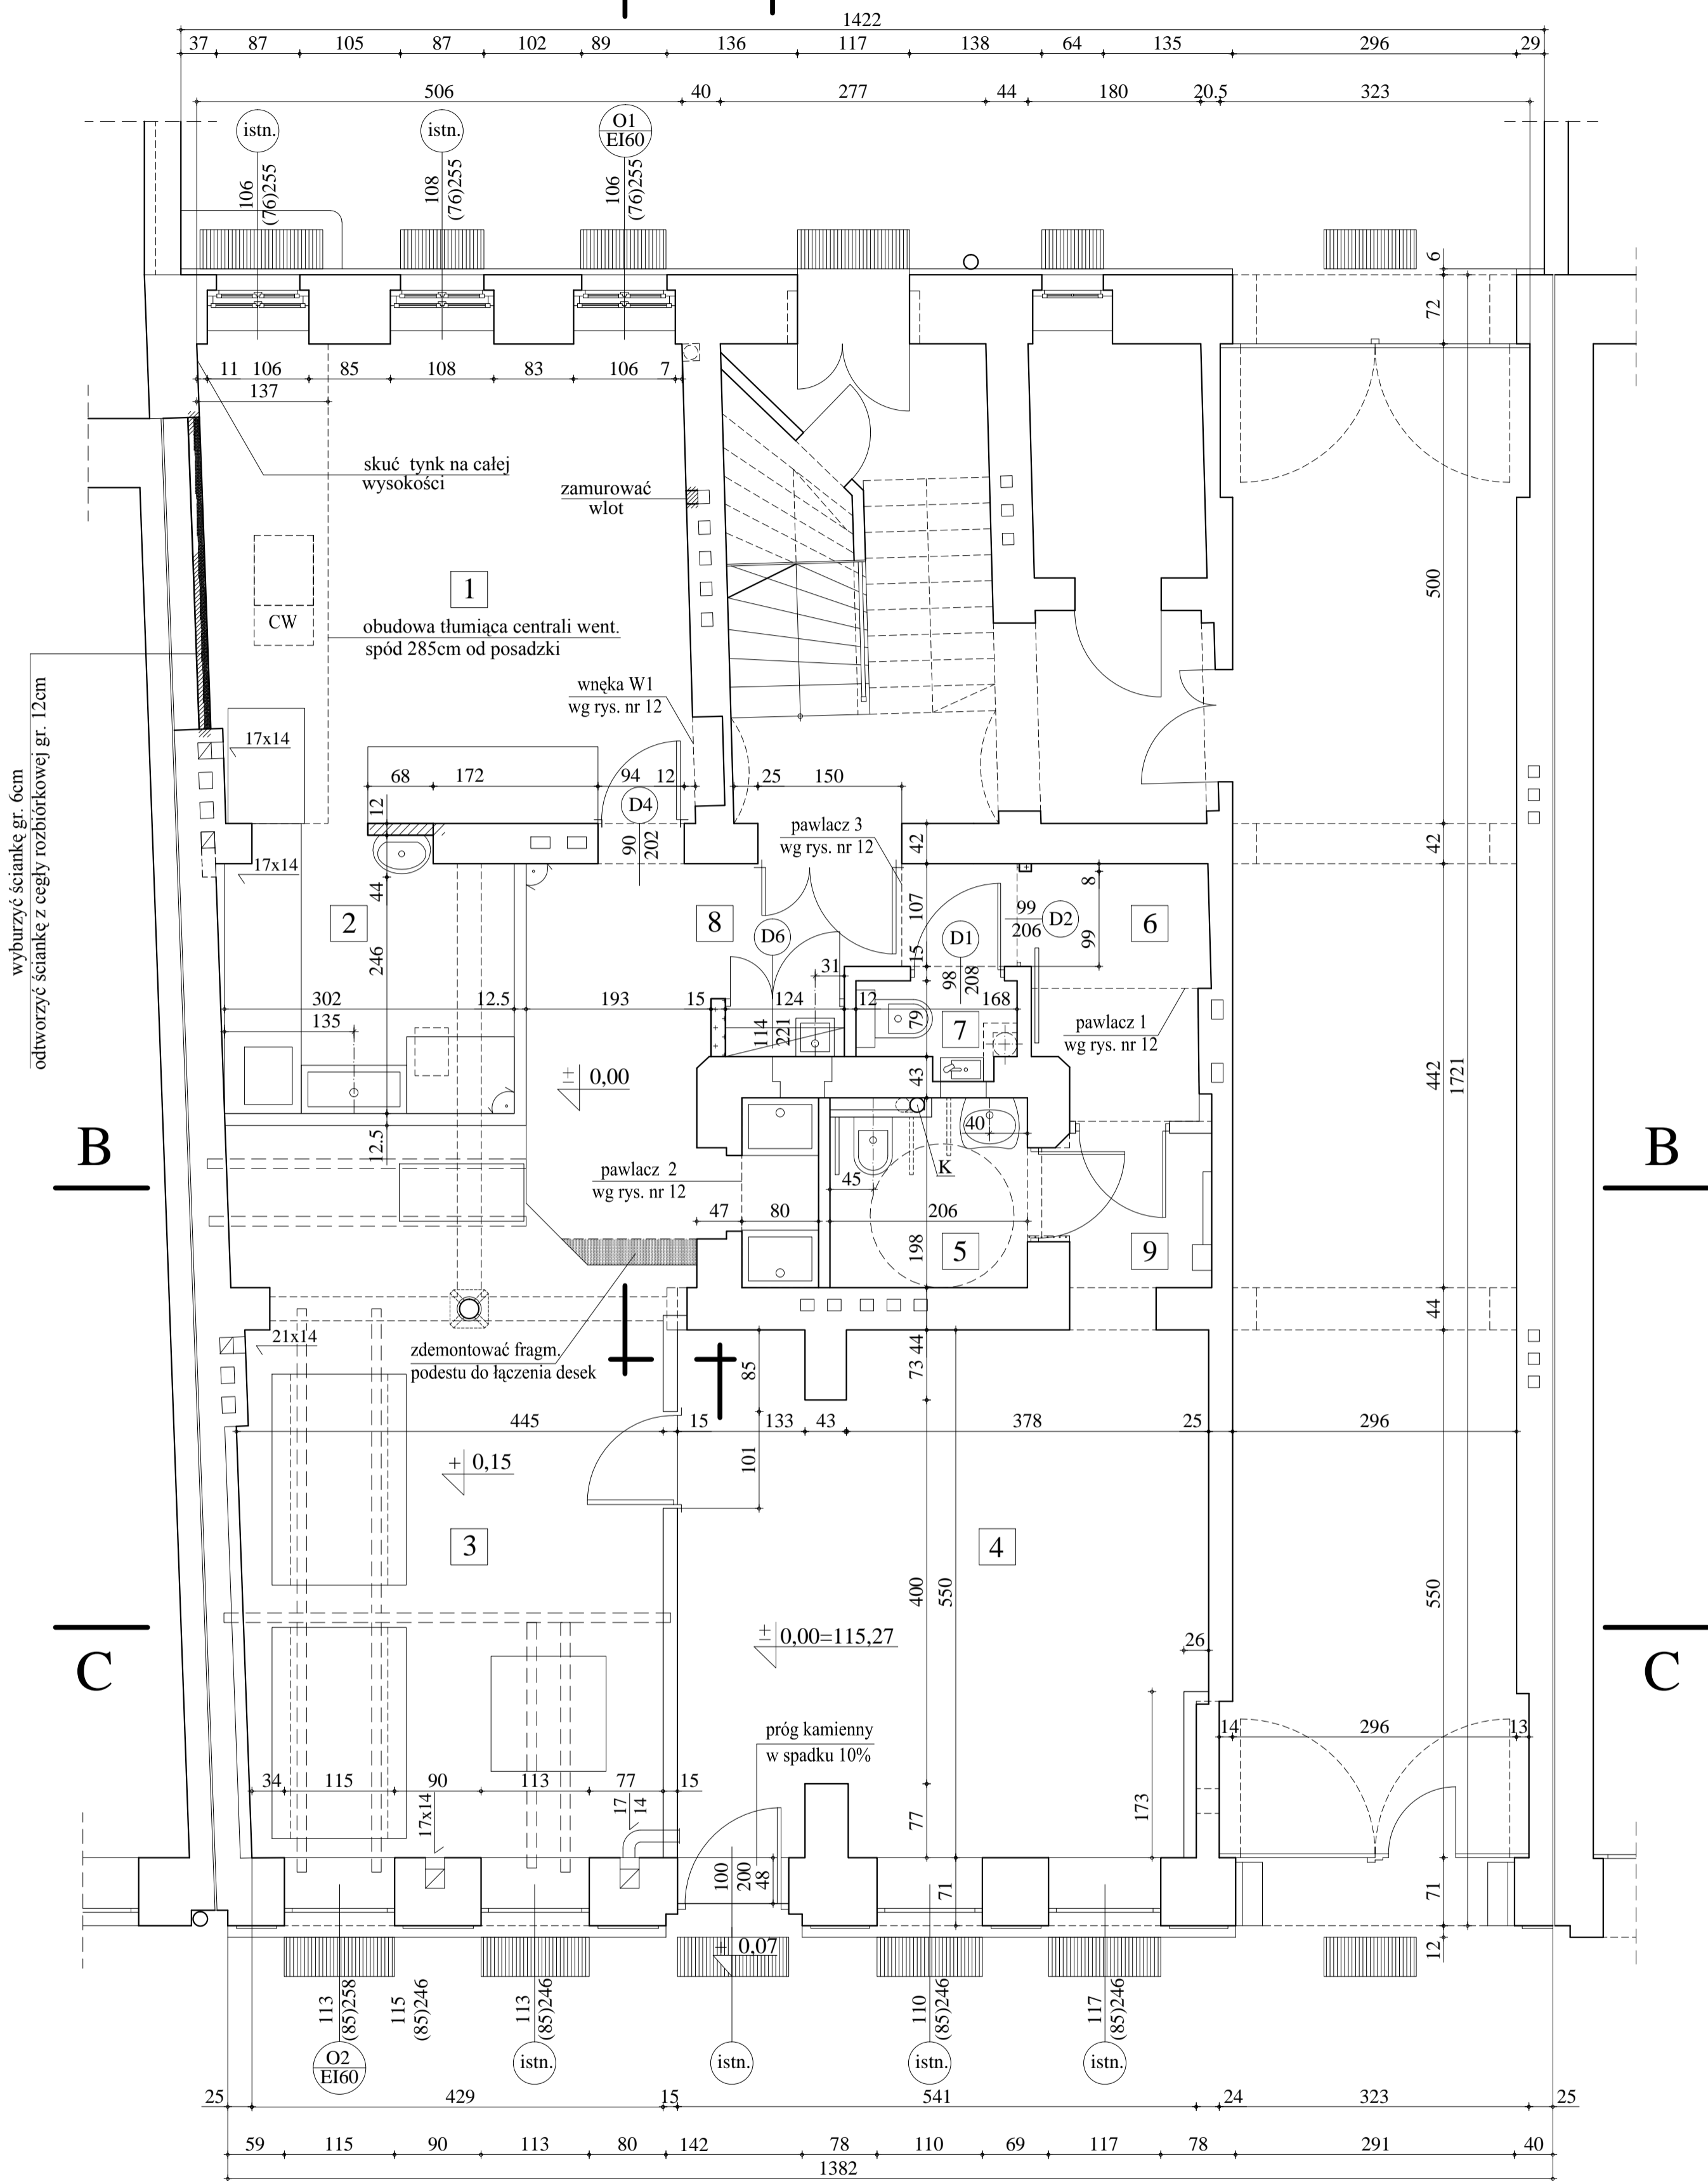 1422
37 87 105 87 102 89 136 117 138 64 135 296 29
506 40 277 44 180 20.5 323
istn. istn. O1
EI60
106 (76)255 108 (76)255 106 (76)255
6
72
11 106 85 108 83 106 7
137
skuć tynk na całej
wysokości
zamurować
wlot
1
CW
obudowa tłumiąca centrali went.
spód 285cm od posadzki
500
wnęka W1
wg rys. nr 12
wyburzyć ściankę gr. 6cm
odtworzyć ściankę z cegły rozbiórkowej gr. 12cm
17x14
68 172 94 12 25 150
12
D4
90 202
pawlacz 3
wg rys. nr 12
42 42
17x14
44
2 8 6
107
99
206
D2
8
99
D6 D1
246
15
98 208
31
302 12.5 193 15 124 12 168
135
114 221
79
7
pawlacz 1
wg rys. nr 12
± 0,00
43
442
1721
40
B B
12.5
pawlacz 2
wg rys. nr 12
K
45
47 80 206
198
5 9
44
21x14
zdemontować fragm.
podestu do łączenia desek
85
73 44
445 15 133 43 378 25 296
101
+ 0,15
3 4
400 550
550
C C
± 0,00=115,27
26
próg kamienny
w spadku 10%
14 296 13
34 115 90 113 77 15
17x14
17
14
77
173
100 200 48
71
71
+ 0,07
12
113 (85)258 115 (85)246 113 (85)246 110 (85)246 117 (85)246
O2
EI60
istn. istn. istn. istn.
25 429 15 541 24 323 25
59 115 90 113 80 142 78 110 69 117 78 291 40
1382